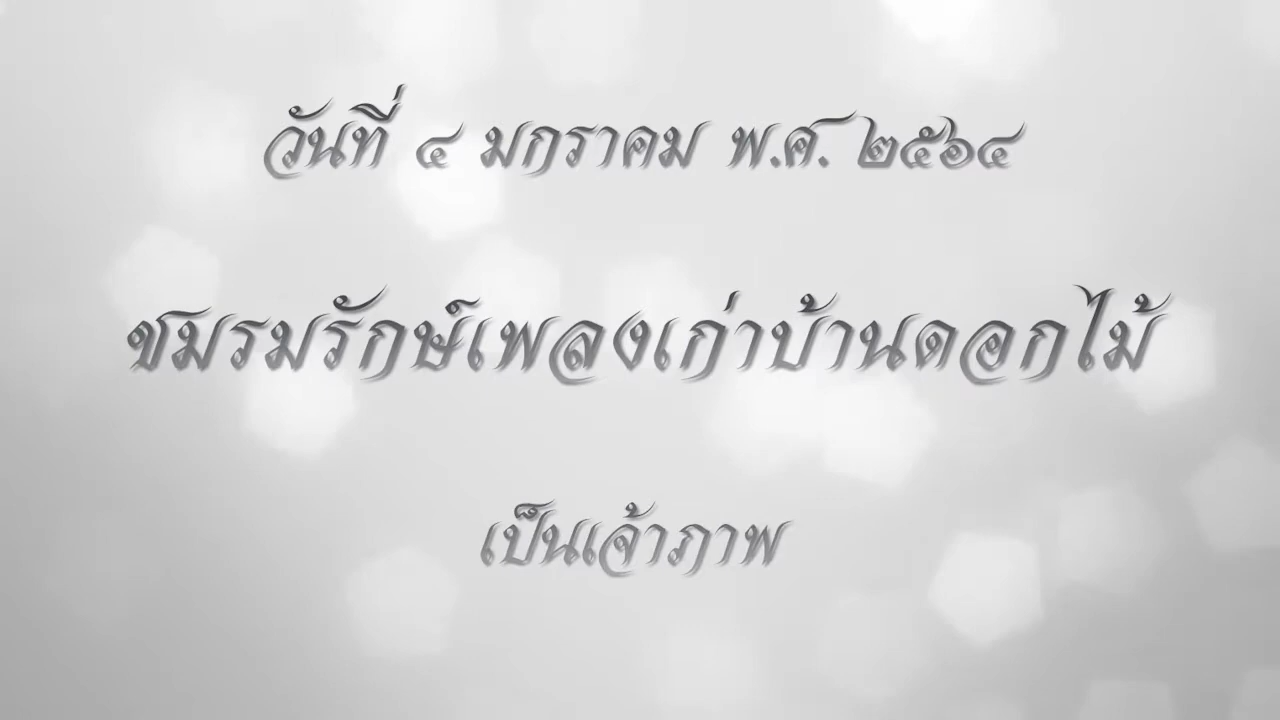 วันที่ ๔ มกราคม พ.ศ. ๒๕๖๔
ชมรมรักษ์เพลงเก่าบ้านดอกไม้
เป็นเจ้าภาพ